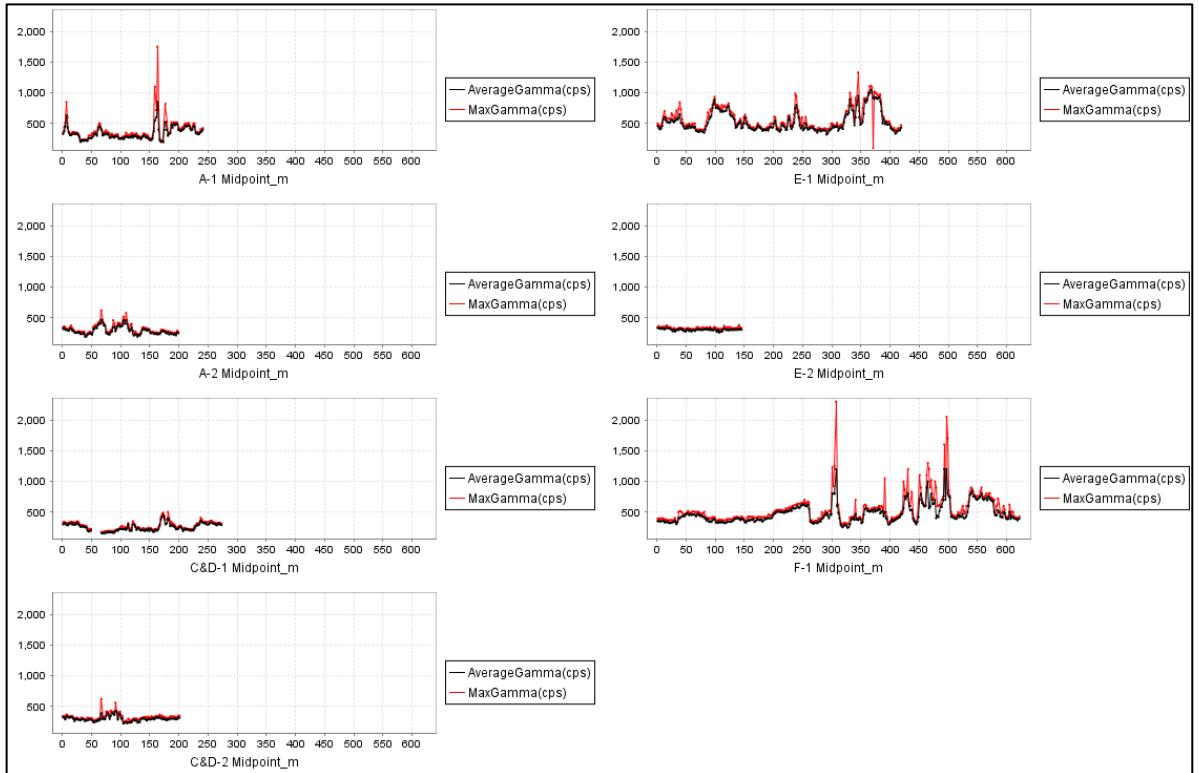 2,000
1,500
1,000
500
0 50 100 150 200 250 300 350 400 450 500 550 600
A-1 Midpoint_m
AverageGamma(cps)
MaxGamma(cps)
2,000
1,500
1,000
500
0 50 100 150 200 250 300 350 400 450 500 550 600
E-1 Midpoint_m
AverageGamma(cps)
MaxGamma(cps)
2,000
1,500
1,000
500
0 50 100 150 200 250 300 350 400 450 500 550 600
A-2 Midpoint_m
AverageGamma(cps)
MaxGamma(cps)
2,000
1,500
1,000
500
0 50 100 150 200 250 300 350 400 450 500 550 600
E-2 Midpoint_m
AverageGamma(cps)
MaxGamma(cps)
2,000
1,500
1,000
500
0 50 100 150 200 250 300 350 400 450 500 550 600
C&D-1 Midpoint_m
AverageGamma(cps)
MaxGamma(cps)
2,000
1,500
1,000
500
0 50 100 150 200 250 300 350 400 450 500 550 600
F-1 Midpoint_m
AverageGamma(cps)
MaxGamma(cps)
2,000
1,500
1,000
500
0 50 100 150 200 250 300 350 400 450 500 550 600
C&D-2 Midpoint_m
AverageGamma(cps)
MaxGamma(cps)